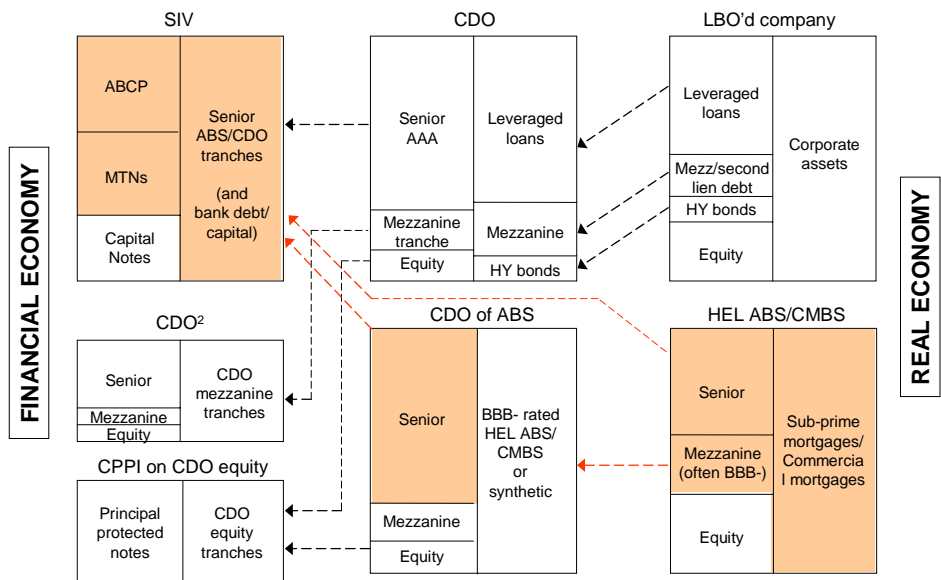 SIV
CDO
LBO'd company
ABCP
MTNs
Capital
Notes
Senior
ABS/CDO
tranches
(and
bank debt/
capital)
Senior
AAA
Mezzanine
tranche
Equity
Leveraged
loans
Mezzanine
HY bonds
Leveraged
loans
Mezz/second
lien debt
HY bonds
Equity
Corporate
assets
FINANCIAL ECONOMY
REAL ECONOMY
CDO²
Senior
Mezzanine
Equity
CDO
mezzanine
tranches
CPPI on CDO equity
Principal
protected
notes
CDO
equity
tranches
CDO of ABS
Senior
Mezzanine
Equity
BBB- rated
HEL ABS/
CMBS
or
synthetic
HEL ABS/CMBS
Senior
Mezzanine
(often BBB-)
Equity
Sub-prime
mortgages/
Commercia
l mortgages